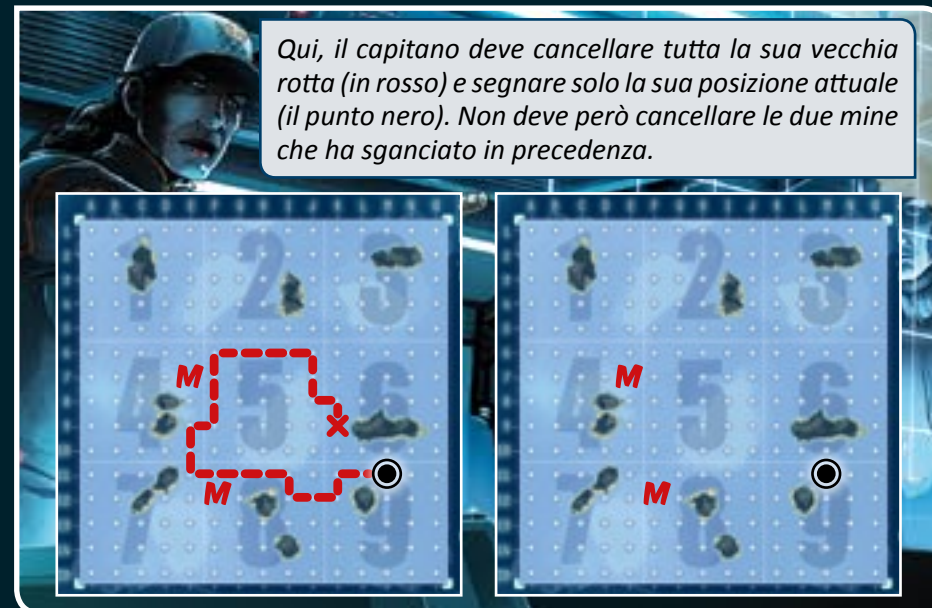 Qui, il capitano deve cancellare tutta la sua vecchia
rotta (in rosso) e segnare solo la sua posizione attuale
(il punto nero). Non deve però cancellare le due mine
che ha sganciato in precedenza.
1 2 3
M
4 5 6
M
7 8 9
1 2 3
M
4 5 6
M
7 8 9